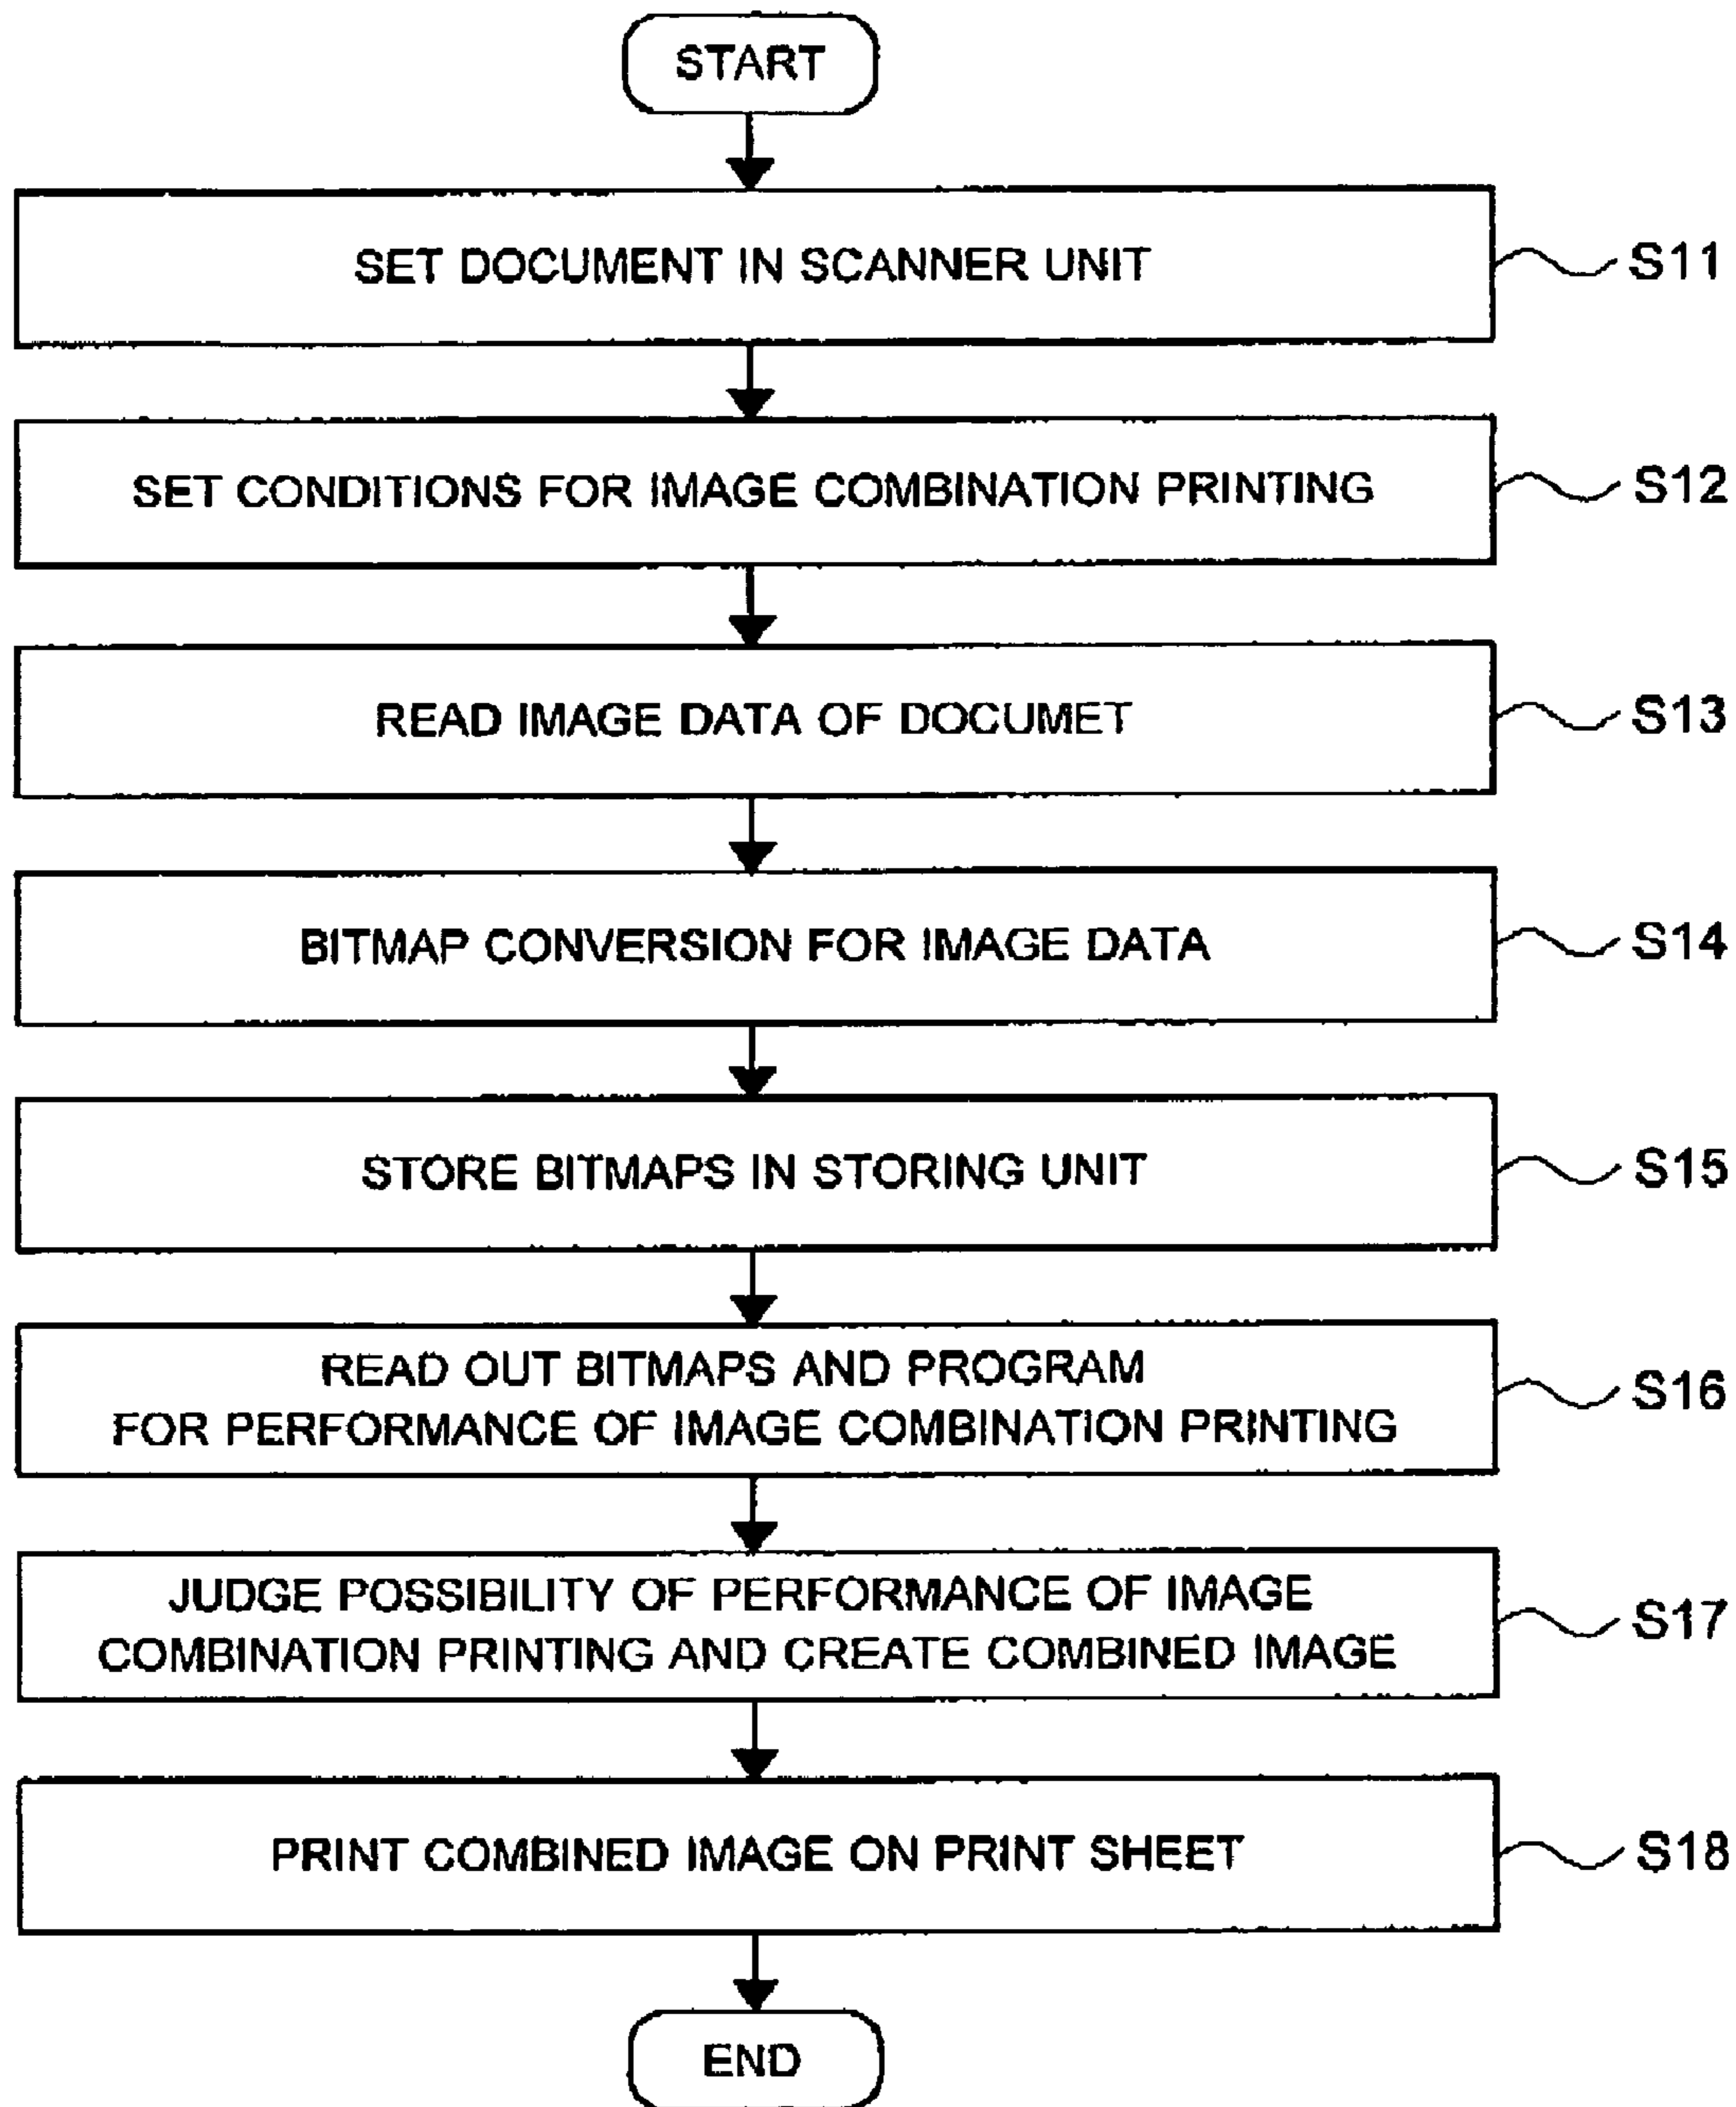 START
SET DOCUMENT IN SCANNER UNIT
S11
SET CONDITIONS FOR IMAGE COMBINATION PRINTING
S12
READ IMAGE DATA OF DOCUMET
S13
BITMAP CONVERSION FOR IMAGE DATA
S14
STORE BITMAPS IN STORING UNIT
S15
READ OUT BITMAPS AND PROGRAM
FOR PERFORMANCE OF IMAGE COMBINATION PRINTING
S16
JUDGE POSSIBILITY OF PERFORMANCE OF IMAGE
COMBINATION PRINTING AND CREATE COMBINED IMAGE
S17
PRINT COMBINED IMAGE ON PRINT SHEET
S18
END